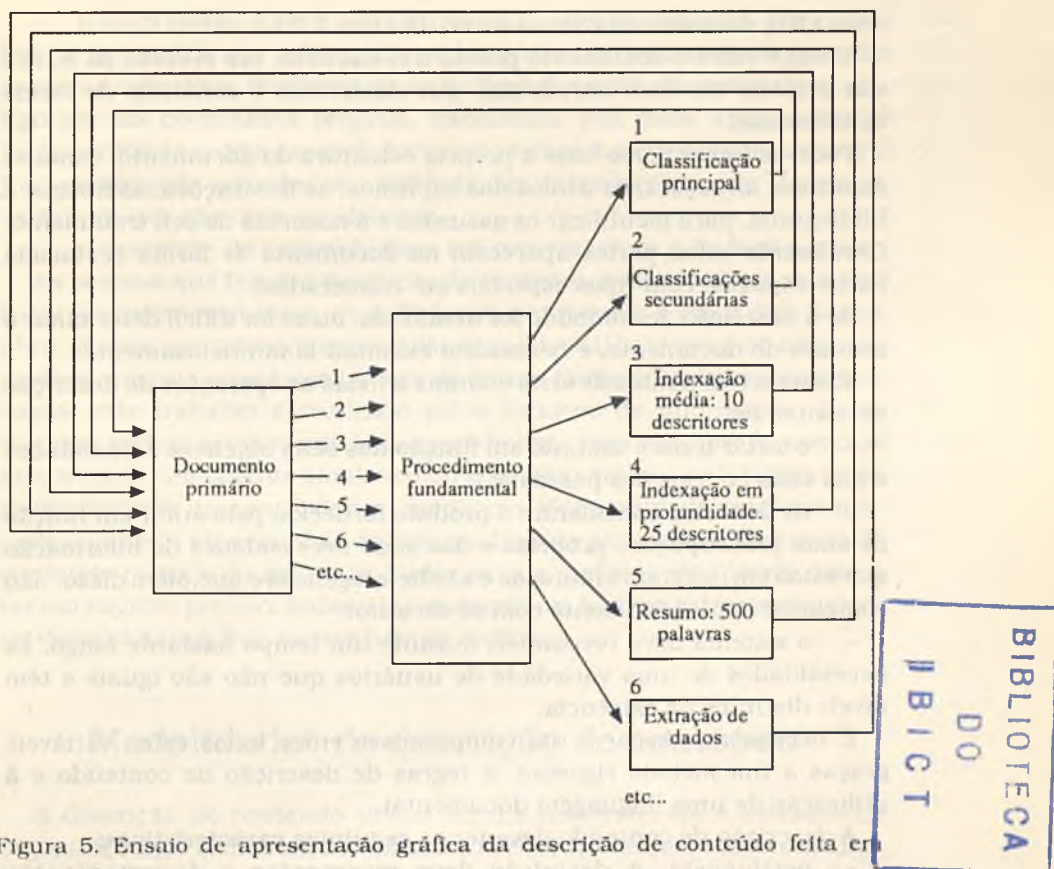 1
Classificação
principal
2
Classificações
secundárias
3
Indexação
média: 10
descritores
4
Indexação em
profundidade:
25 descritores
5
Resumo: 500
palavras
6
Extração de
dados
etc...
Documento
primário
1
2
3
4
5
6
etc...
Procedimento
fundamental
BIBLIOTECA
DO
IBICT
Figura 5. Ensaio de apresentação gráfica da descrição de conteúdo feita em